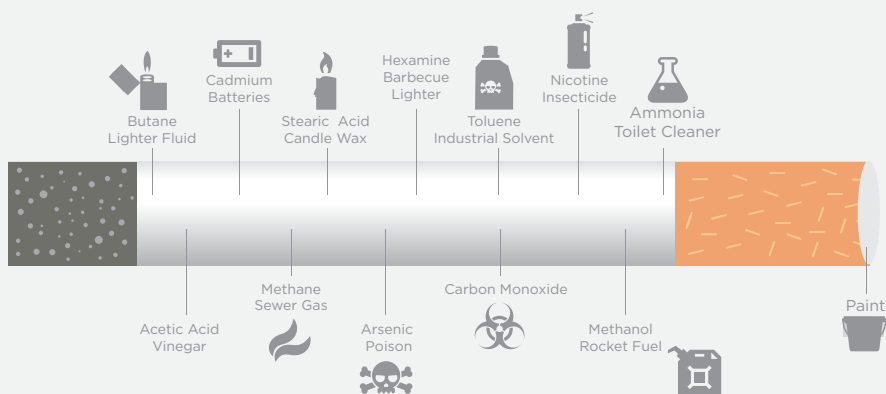 Butane
Lighter Fluid
Cadmium
Batteries
Stearic Acid
Candle Wax
Hexamine
Barbecue
Lighter
Toluene
Industrial Solvent
Nicotine
Insecticide
Ammonia
Toilet Cleaner
Acetic Acid
Vinegar
Methane
Sewer Gas
Arsenic
Poison
Carbon Monoxide
Methanol
Rocket Fuel
Paint